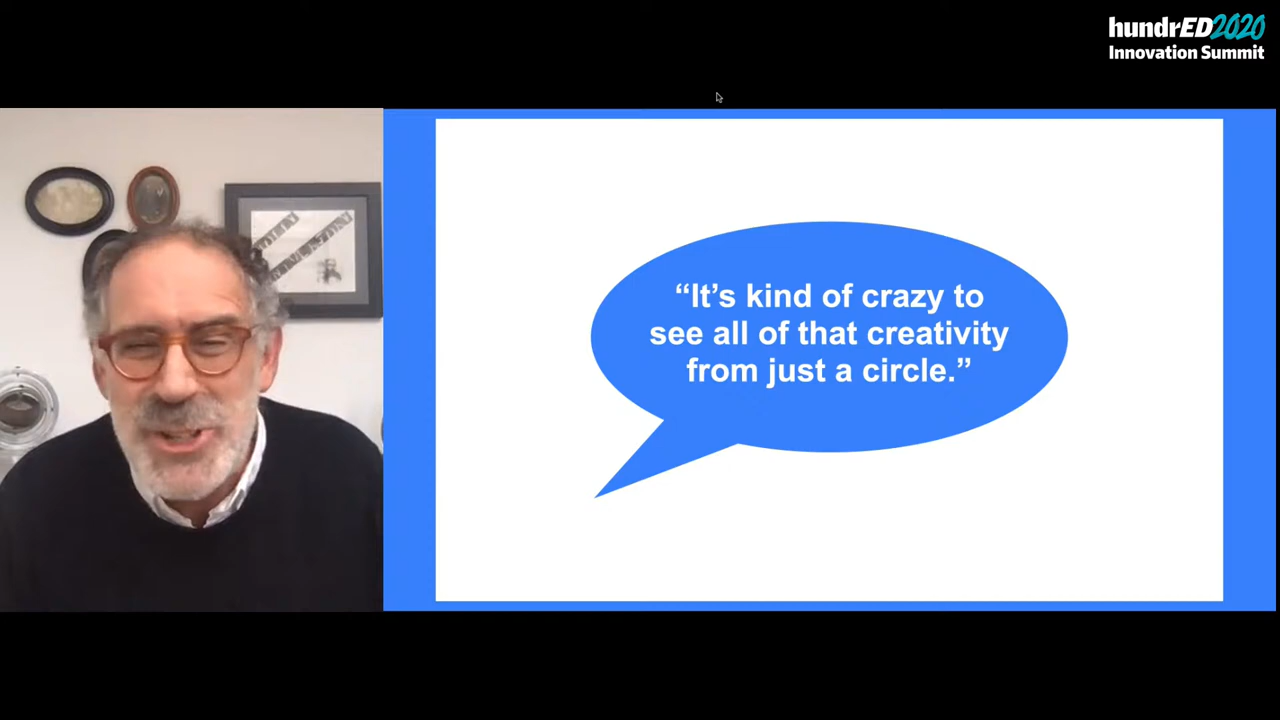 hundrED2020
Innovation Summit
“It’s kind of crazy to
see all of that creativity
from just a circle.”